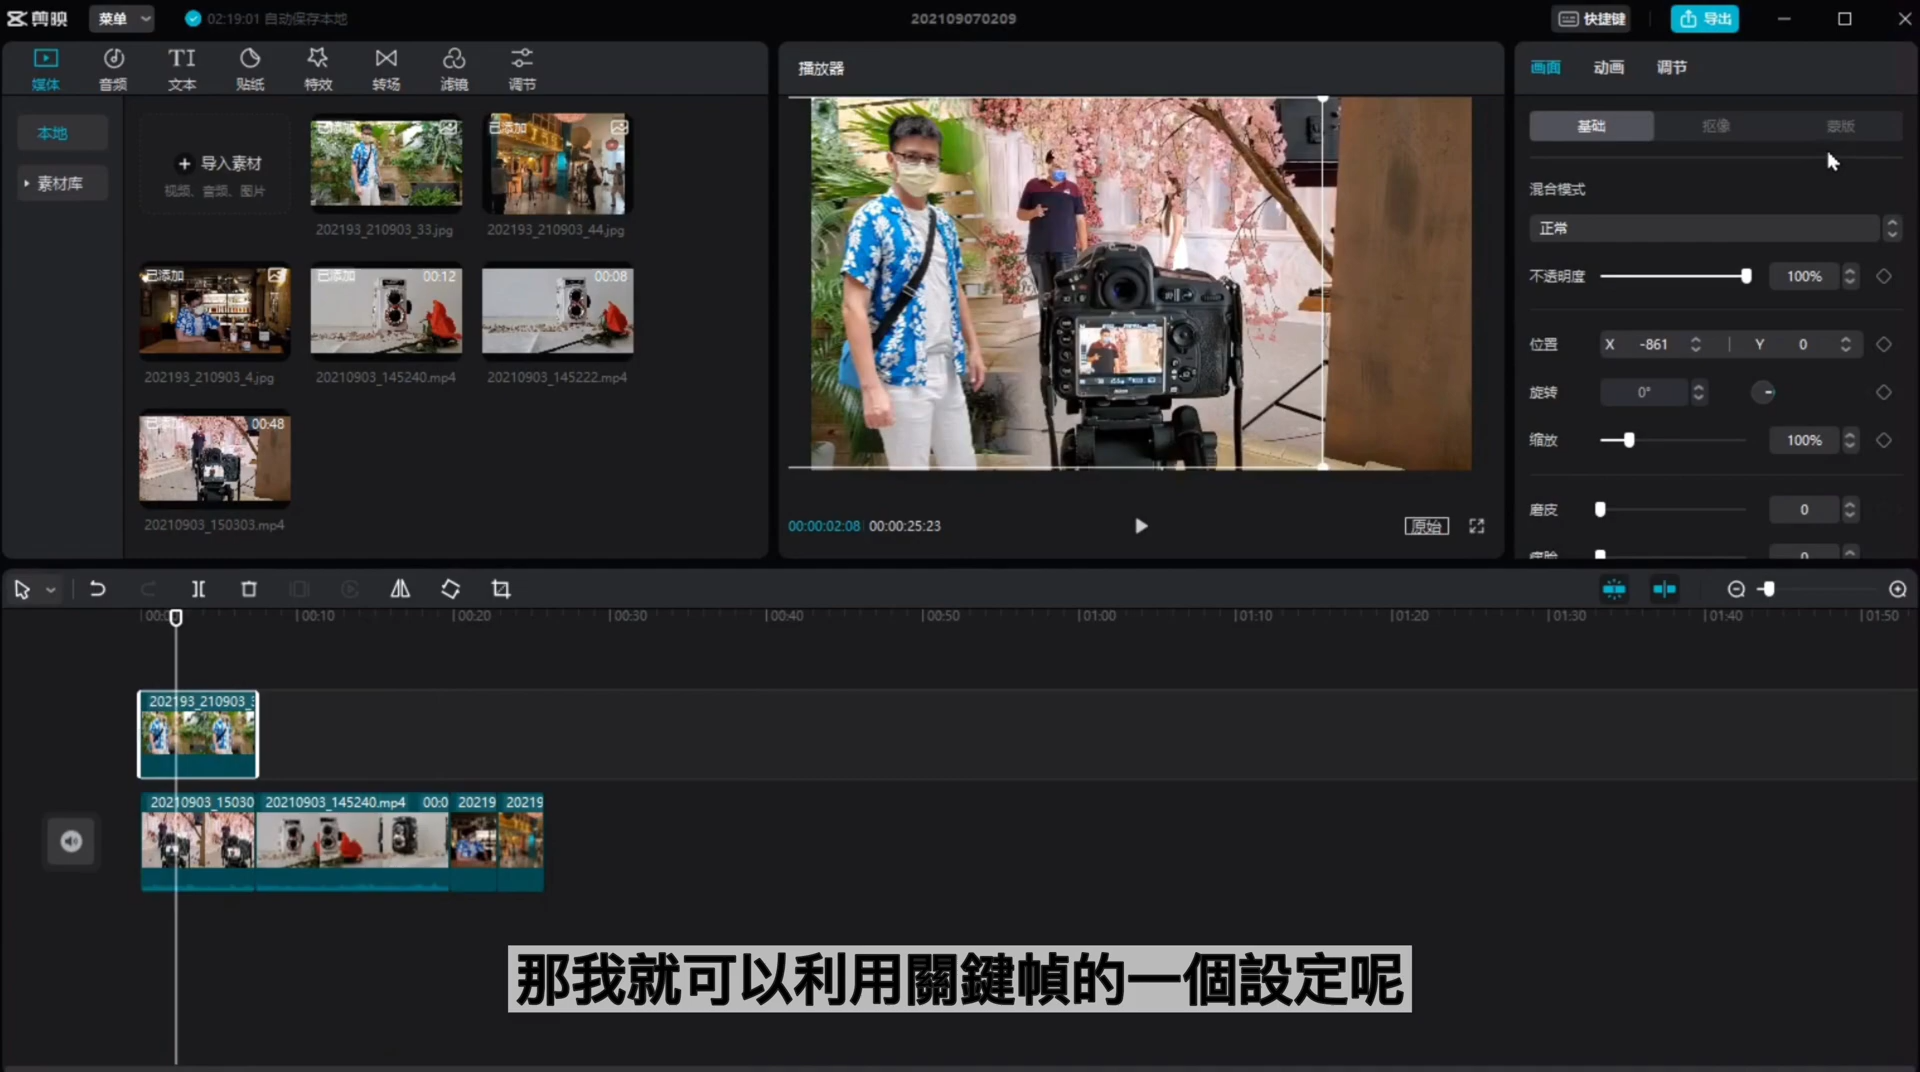 剪映
菜单
02:19:01 自动保存本地
202109070209
快捷键
导出
媒体
音频
文本
贴纸
特效
转场
滤镜
调节
本地
素材库
导入素材
视频、音频、图片
已添加
202193_210903_33.jpg
已添加
202193_210903_44.jpg
已添加
202193_210903_4.jpg
已添加 00:12
20210903_145240.mp4
00:08
20210903_145222.mp4
已添加 00:48
20210903_150303.mp4
播放器
00:00:02:08 00:00:25:23
原始
画面
动画
调节
基础
抠像
蒙版
混合模式
正常
不透明度 100%
位置 X -861 Y 0
旋转 0°
缩放 100%
磨皮 0
00:10
00:20
00:30
00:40
00:50
01:00
01:10
01:20
01:30
01:40
01:50
202193_210903_3
20210903_15030
20210903_145240.mp4 00:0
20219
20219
那我就可以利用關鍵幀的一個設定呢